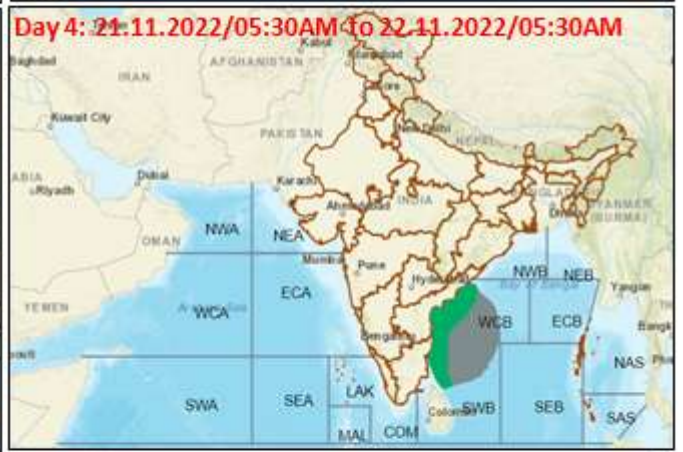 Day 4: 21.11.2022/05:30AM to 22.11.2022/05:30AM
Kabul
Baghdad
AFGHANISTAN
IRAN
Kuwait City
PAKISTAN
New Delhi
NEPAL
Riyadh
Dubai
Karachi
INDIA
OMAN
NWA
NEA
Mumbai
Pune
Hyderabad
NWB
NEB
Yangon
YEMEN
WCA
ECA
WCB
ECB
NAS
SWA
SEA
LAK
Colombo
SWB
SEB
SAS
MAL
COM